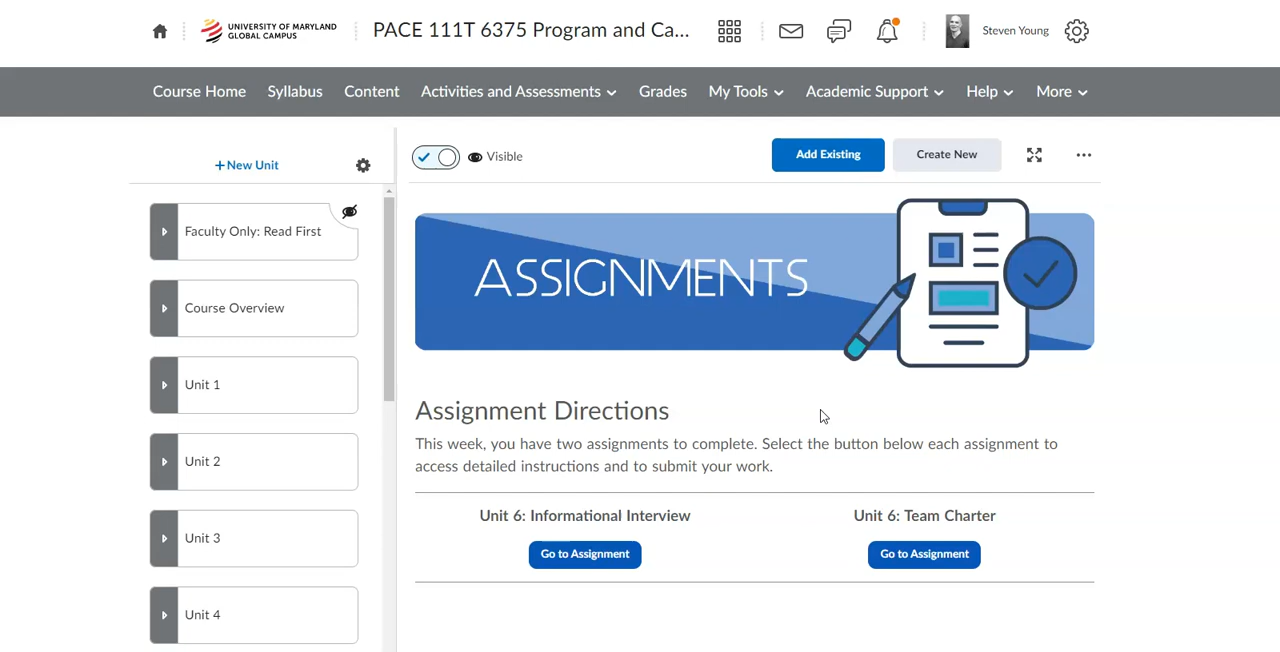 UNIVERSITY OF MARYLAND
GLOBAL CAMPUS
PACE 111T 6375 Program and Ca...
Steven Young
Course Home
Syllabus
Content
Activities and Assessments
Grades
My Tools
Academic Support
Help
More
+ New Unit
Visible
Add Existing
Create New
Faculty Only: Read First
Course Overview
Unit 1
Unit 2
Unit 3
Unit 4
ASSIGNMENTS
Assignment Directions
This week, you have two assignments to complete. Select the button below each assignment to
access detailed instructions and to submit your work.
Unit 6: Informational Interview
Unit 6: Team Charter
Go to Assignment
Go to Assignment